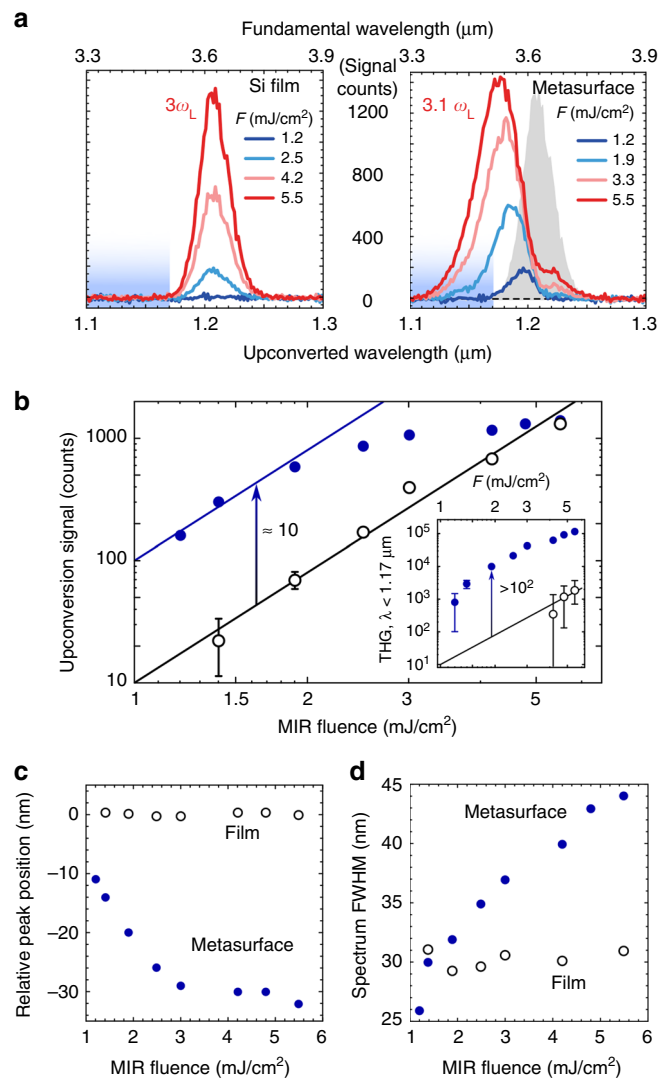 a
Fundamental wavelength (μm)
3.3 3.6 3.9 3.3 3.6 3.9
(Signal counts)
Si film
3ω_L
F (mJ/cm²)
1.2
2.5
4.2
5.5
1200
800
400
0
Metasurface
3.1 ω_L
F (mJ/cm²)
1.2
1.9
3.3
5.5
1.1 1.2 1.3 1.1 1.2 1.3
Upconverted wavelength (μm)
b
Upconversion signal (counts)
1000
100
10
≈ 10
1 1.5 2 3 5
MIR fluence (mJ/cm²)
F (mJ/cm²)
1 2 3 5
THG, λ < 1.17 μm
10⁵
10⁴
10³
10²
10¹
>10²
c
Relative peak position (nm)
0
–10
–20
–30
Film
Metasurface
1 2 3 4 5 6
MIR fluence (mJ/cm²)
d
Spectrum FWHM (nm)
45
40
35
30
25
Metasurface
Film
1 2 3 4 5 6
MIR fluence (mJ/cm²)